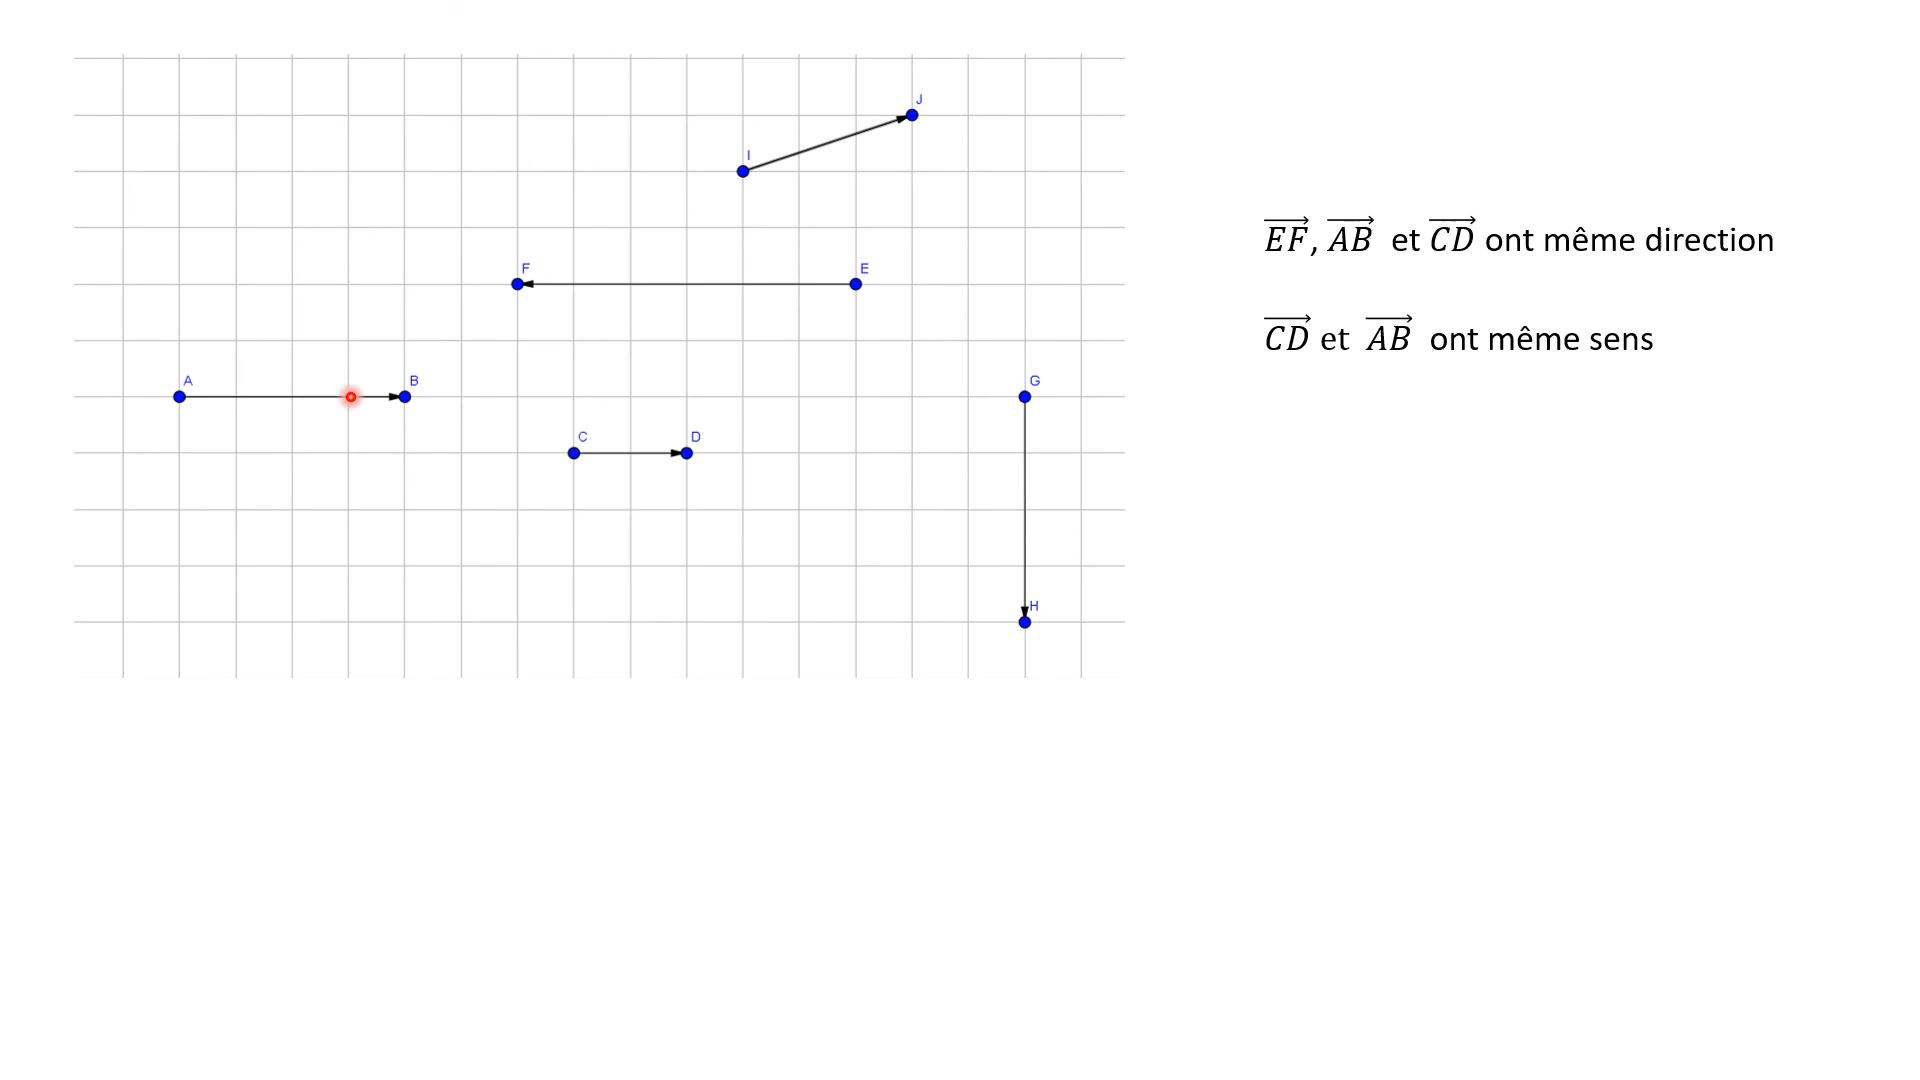 J
I
F E
A B G
C D
H
EF, AB et CD ont même direction
CD et AB ont même sens